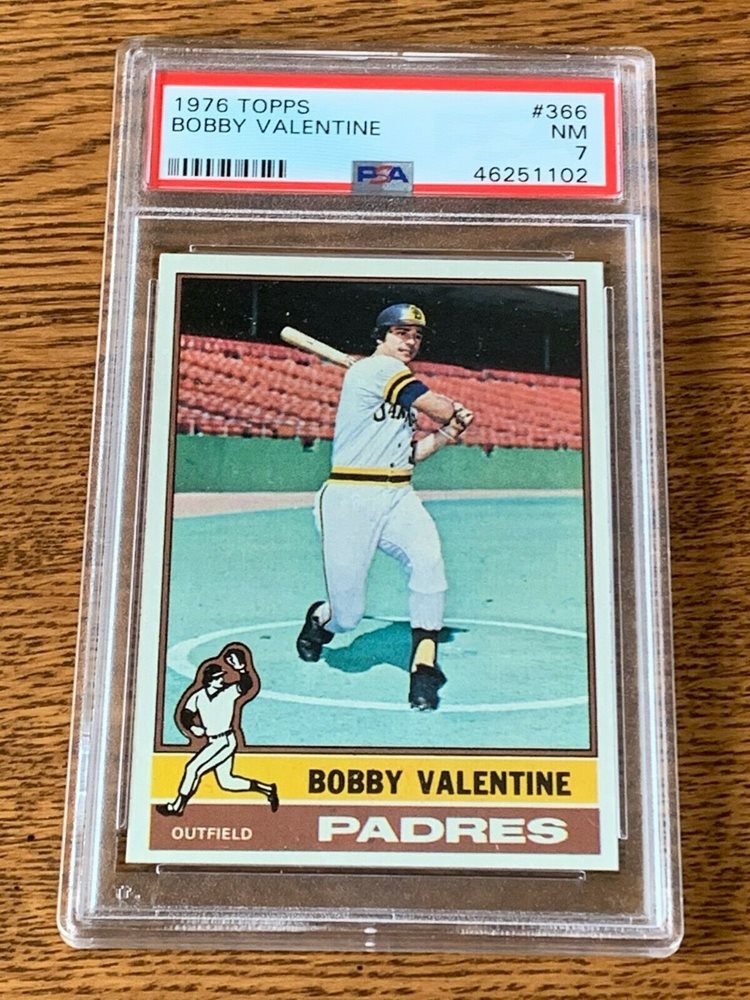 1976 TOPPS #366
BOBBY VALENTINE NM
7
PSA 46251102
BOBBY VALENTINE
OUTFIELD PADRES